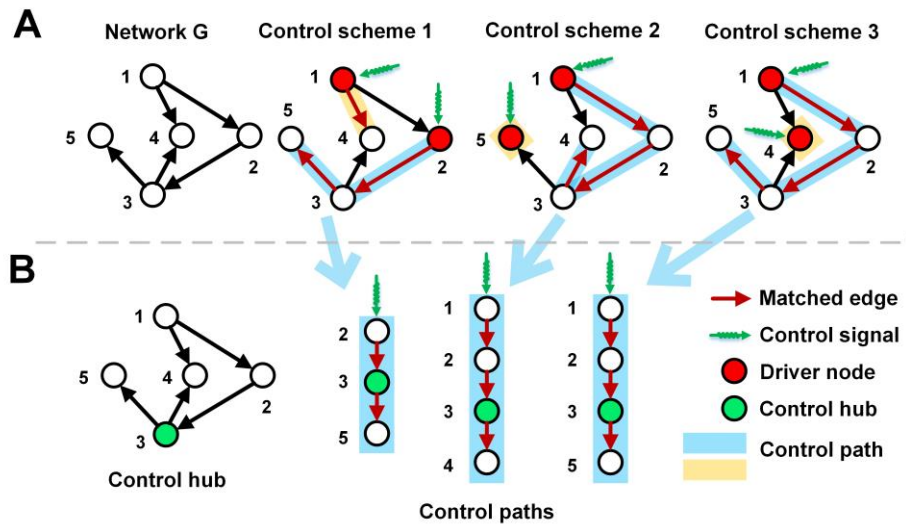 A
Network G
Control scheme 1
Control scheme 2
Control scheme 3
1
5
4
2
3
1
5
4
2
3
1
5
4
2
3
1
5
4
2
3
B
1
5
4
2
3
Control hub
2
3
5
1
2
3
4
1
2
3
5
Control paths
Matched edge
Control signal
Driver node
Control hub
Control path